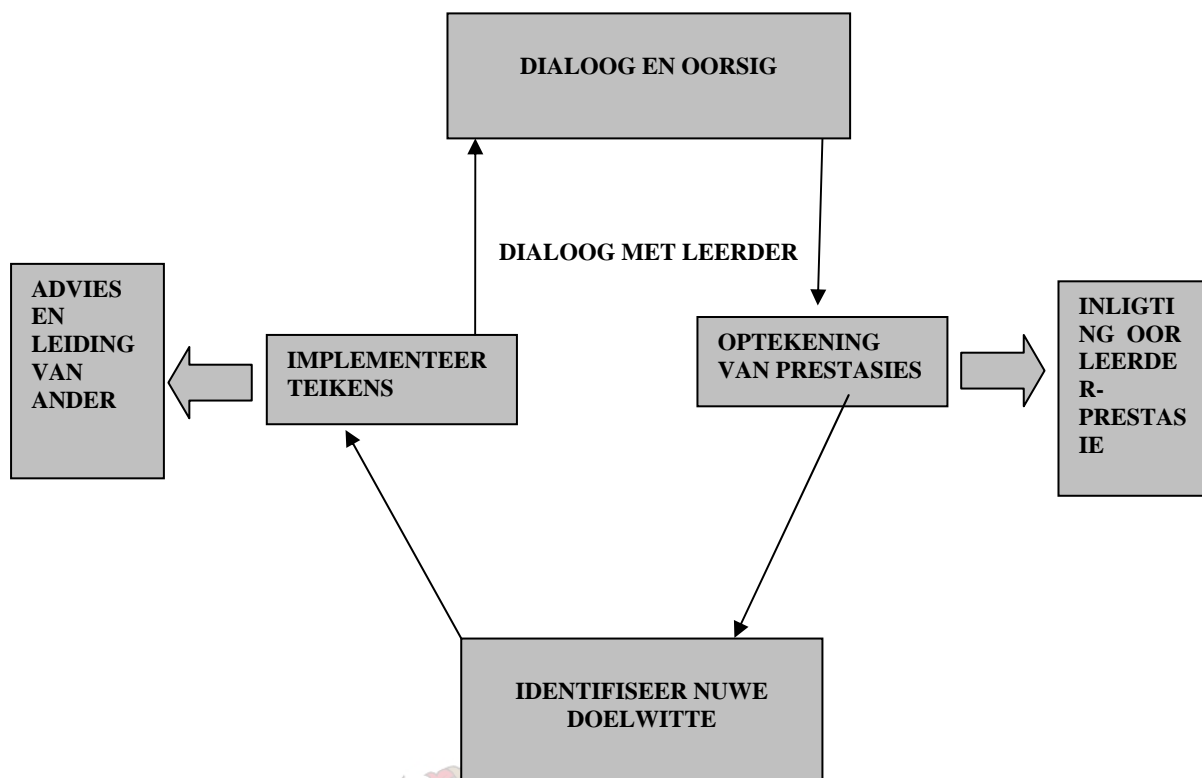 DIALOOG EN OORSIG
DIALOOG MET LEERDER
ADVIES
EN
LEIDING
VAN
ANDER
IMPLEMENTEER
TEIKENS
OPTEKENING
VAN PRESTASIES
INLIGTI
NG OOR
LEERDE
R-
PRESTAS
IE
IDENTIFISEER NUWE
DOELWITTE